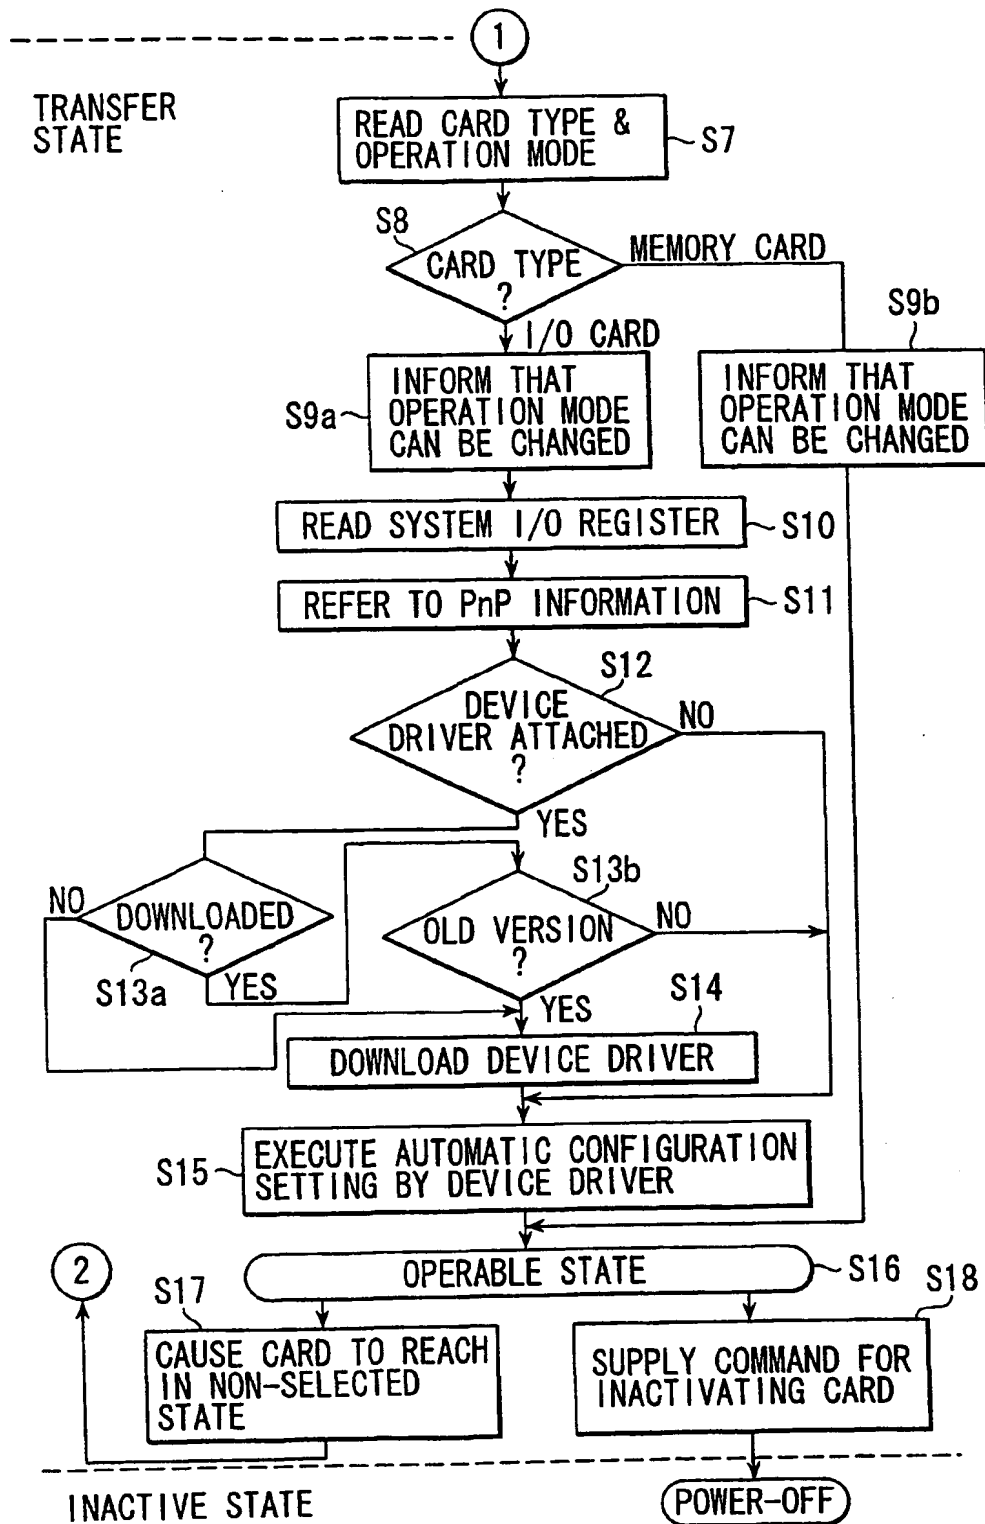 1
TRANSFER
STATE
READ CARD TYPE &
OPERATION MODE
S7
S8
CARD TYPE
?
MEMORY CARD
I/O CARD
S9b
S9a
INFORM THAT
OPERATION MODE
CAN BE CHANGED
INFORM THAT
OPERATION MODE
CAN BE CHANGED
READ SYSTEM I/O REGISTER
S10
REFER TO PnP INFORMATION
S11
S12
DEVICE
DRIVER ATTACHED
?
NO
YES
S13b
NO
DOWNLOADED
?
OLD VERSION
?
NO
S13a
YES
YES
S14
DOWNLOAD DEVICE DRIVER
S15
EXECUTE AUTOMATIC CONFIGURATION
SETTING BY DEVICE DRIVER
2
OPERABLE STATE
S16
S17
S18
CAUSE CARD TO REACH
IN NON-SELECTED
STATE
SUPPLY COMMAND FOR
INACTIVATING CARD
INACTIVE STATE
POWER-OFF